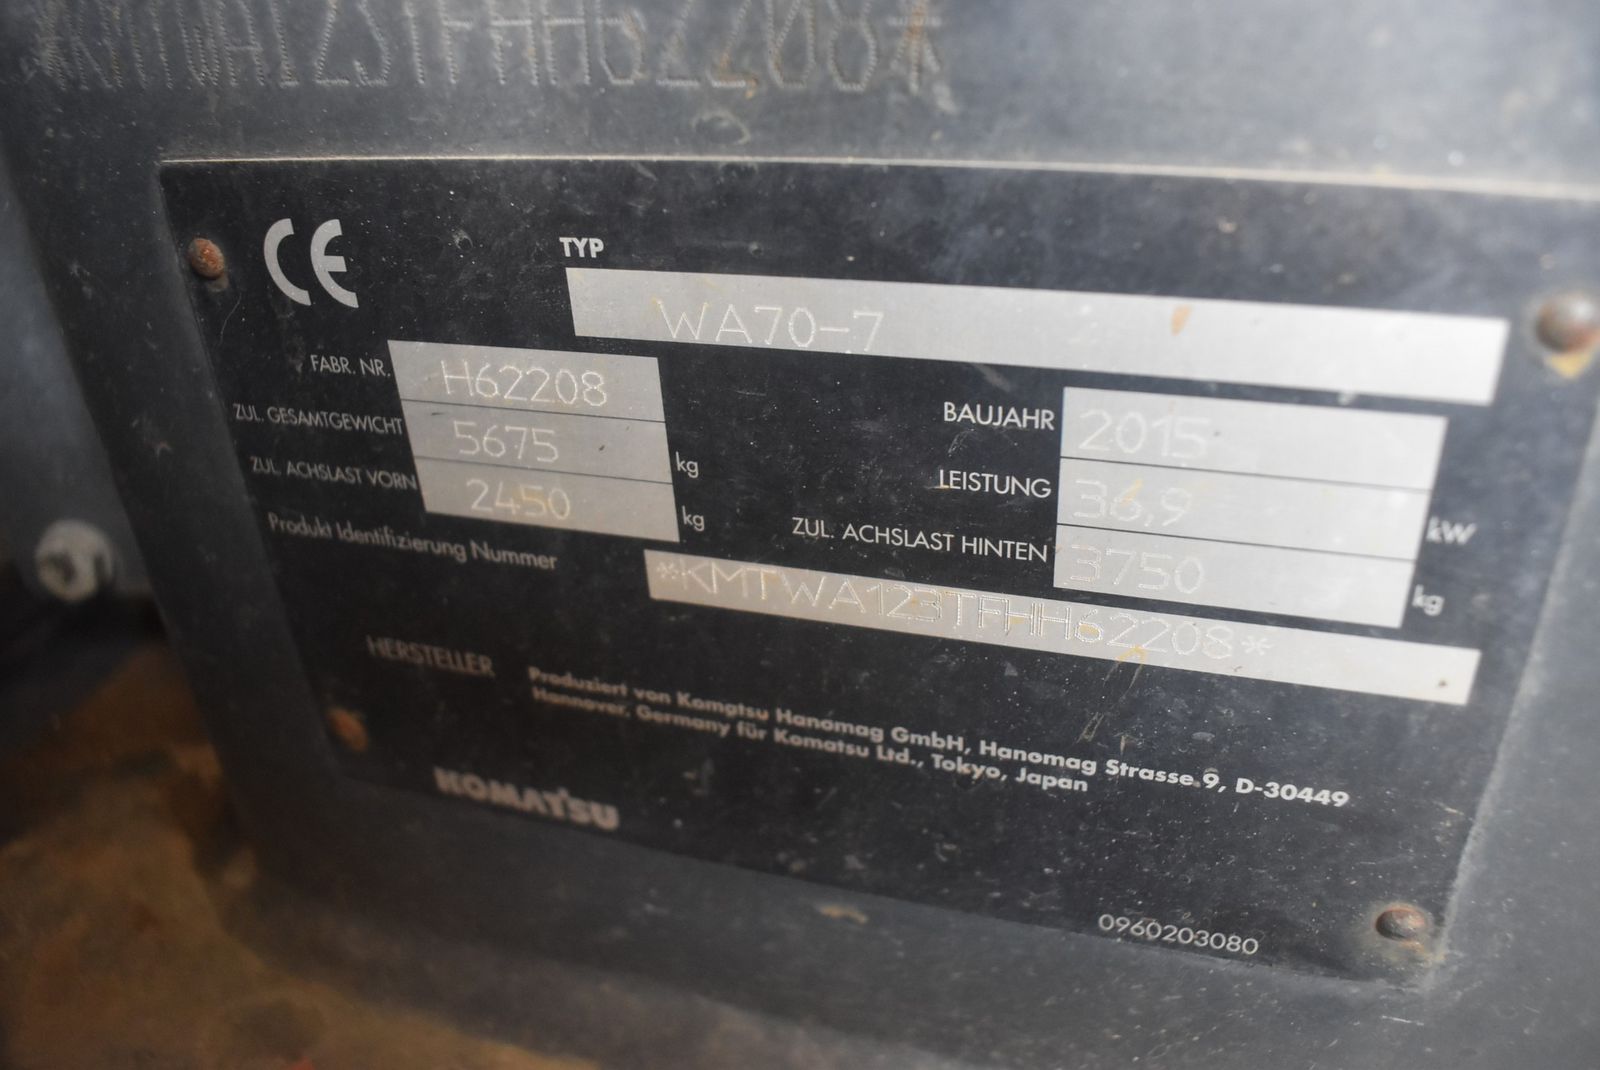 *KMTWA123TFHH62208*
CE
TYP WA70-7
FABR. NR. H62208
ZUL. GESAMTGEWICHT 5675 kg
ZUL. ACHSLAST VORN 2450 kg
BAUJAHR 2015
LEISTUNG 36,9 kW
ZUL. ACHSLAST HINTEN 3750 kg
Produkt Identifizierung Nummer *KMTWA123TFHH62208*
HERSTELLER
Produziert von Komatsu Hanomag GmbH, Hanomag Strasse 9, D-30449
Hannover, Germany für Komatsu Ltd., Tokyo, Japan
KOMATSU
0960203080